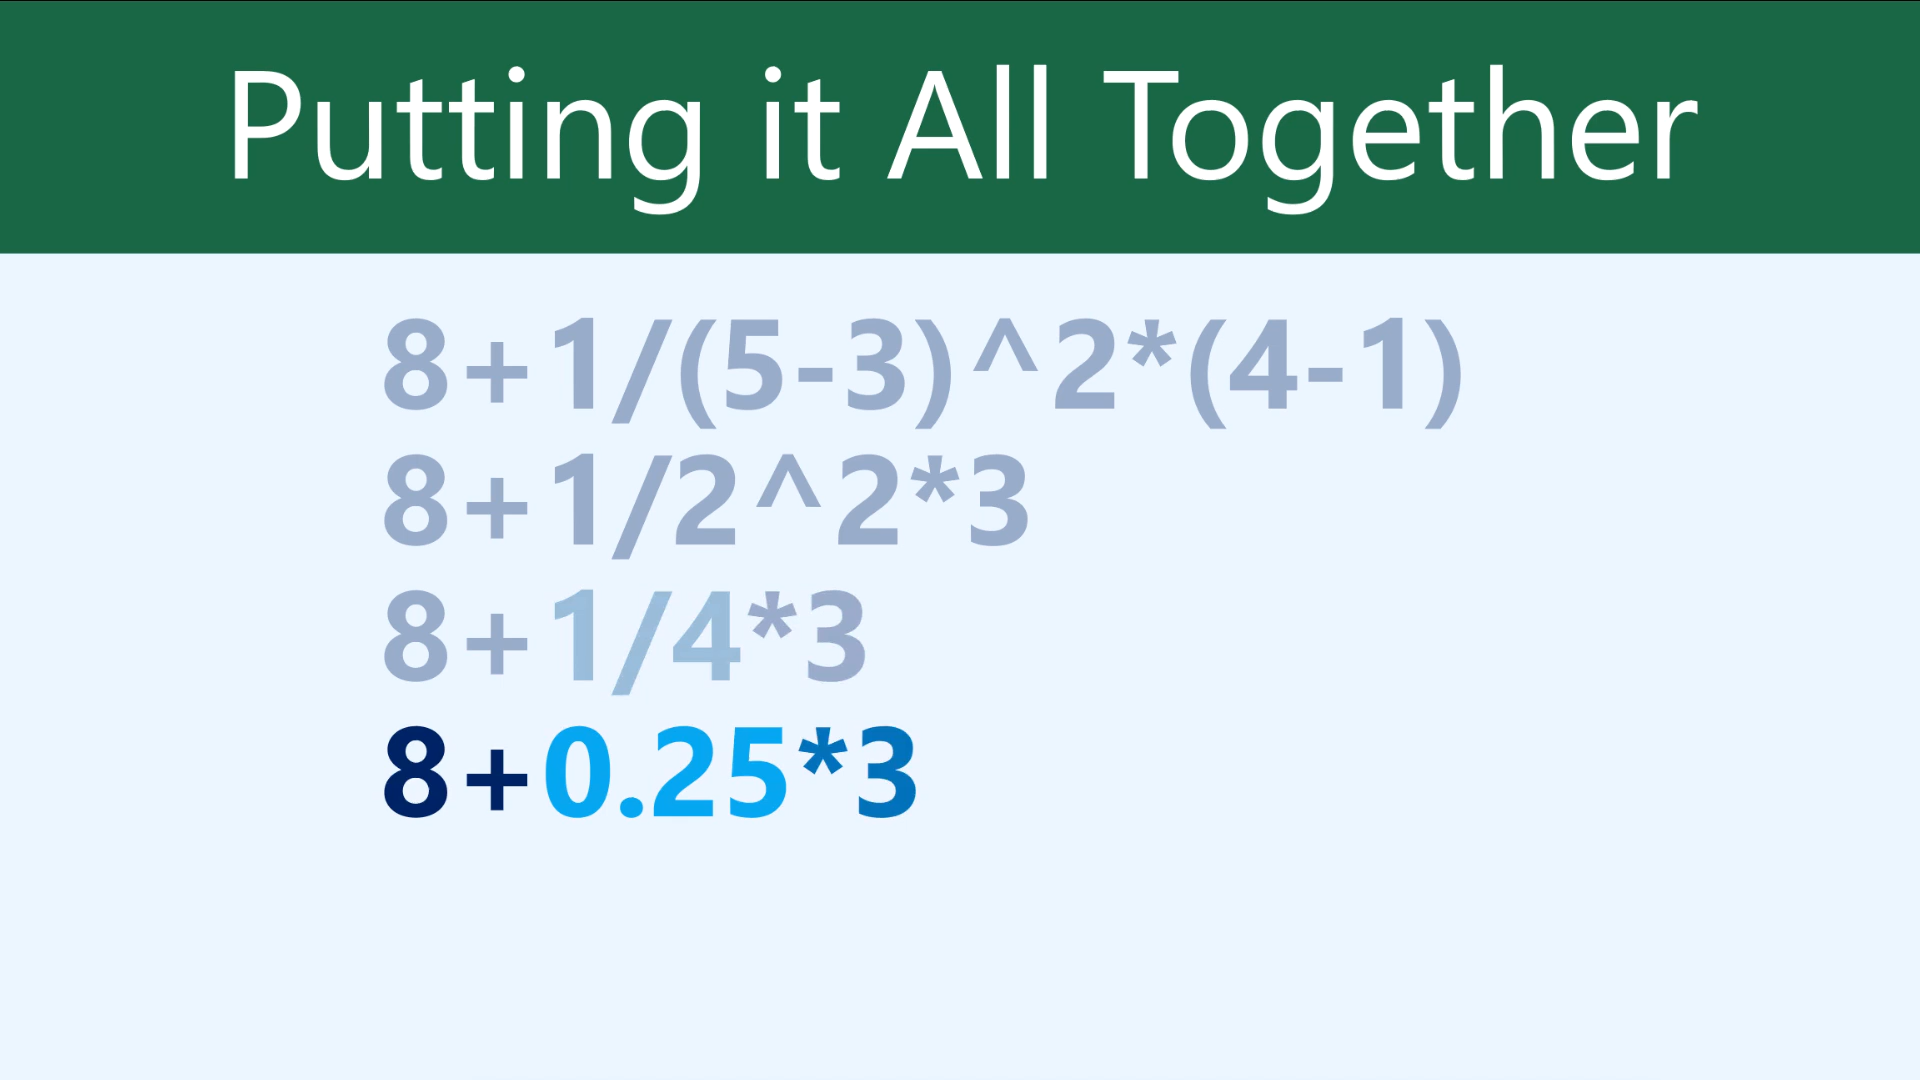 Putting it All Together
8+1/(5-3)^2*(4-1)
8+1/2^2*3
8+1/4*3
8+0.25*3